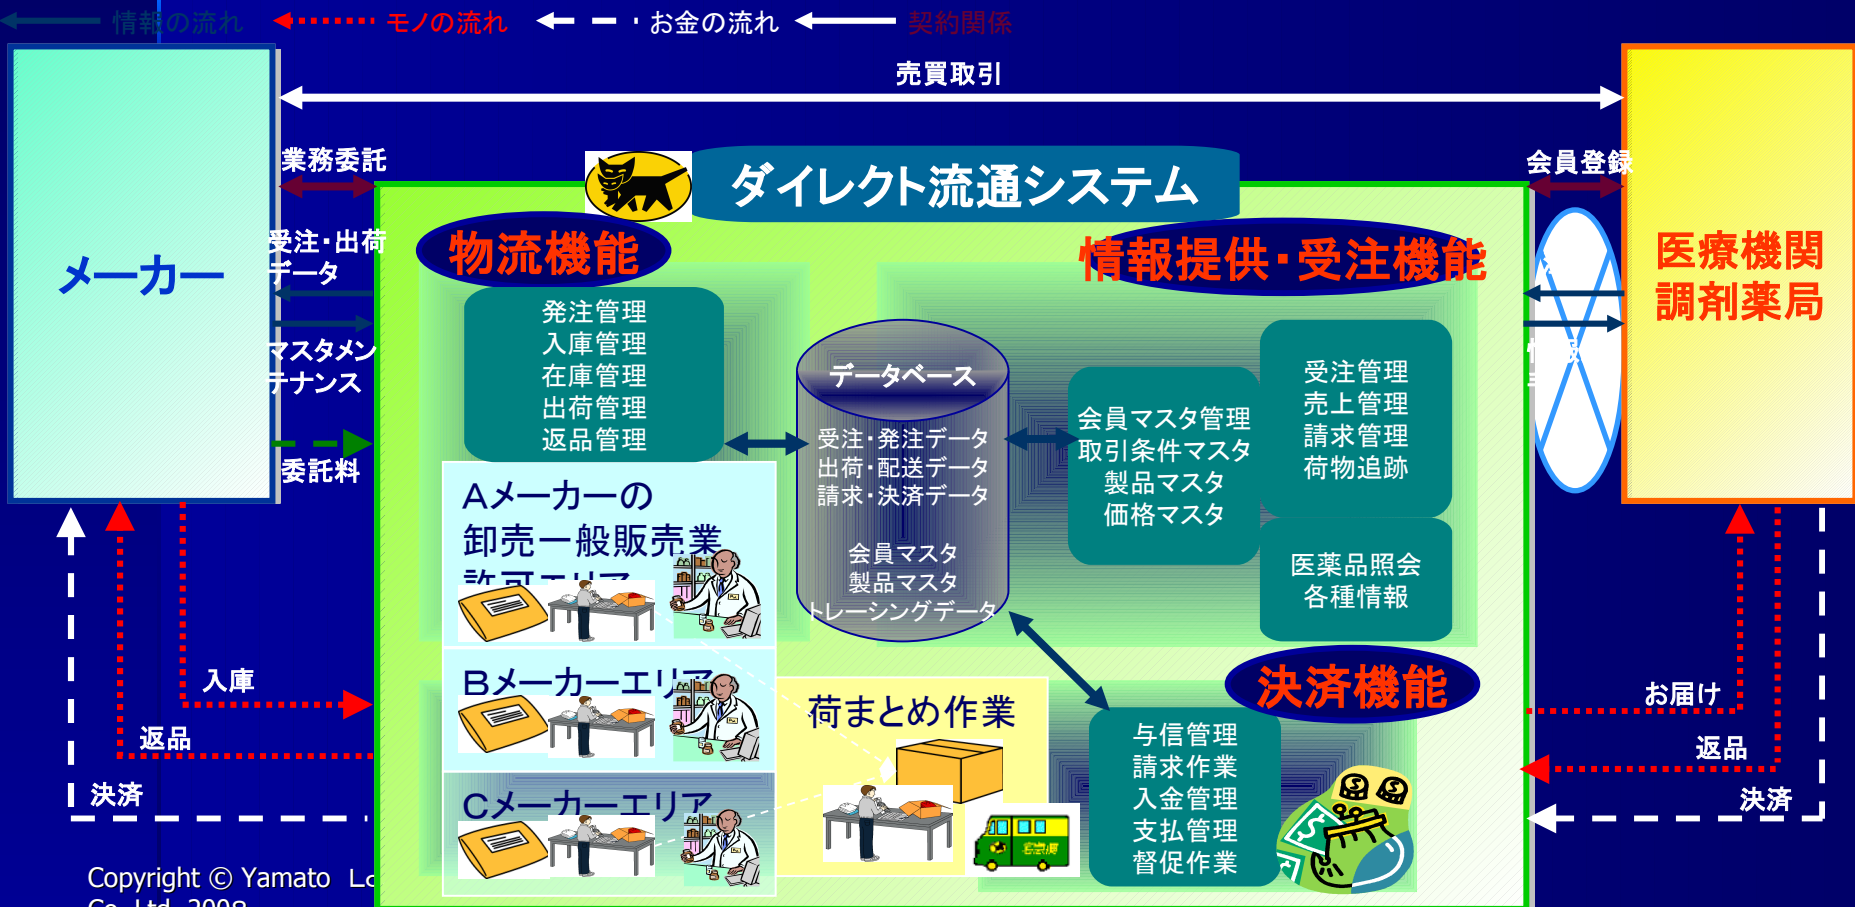 情報の流れ
モノの流れ
お金の流れ
契約関係
売買取引
メーカー
業務委託
受注・出荷
データ
マスタメン
テナンス
委託料
ダイレクト流通システム
物流機能
発注管理
入庫管理
在庫管理
出荷管理
返品管理
Aメーカーの
卸売一般販売業
許可エリア
Bメーカーエリア
Cメーカーエリア
荷まとめ作業
データベース
受注・発注データ
出荷・配送データ
請求・決済データ
会員マスタ
製品マスタ
トレーシングデータ
情報提供・受注機能
会員マスタ管理
取引条件マスタ
製品マスタ
価格マスタ
受注管理
売上管理
請求管理
荷物追跡
医薬品照会
各種情報
決済機能
与信管理
請求作業
入金管理
支払管理
督促作業
会員登録
情報
医療機関
調剤薬局
入庫
返品
決済
お届け
返品
決済
Copyright © Yamato
Co. Ltd. 2008